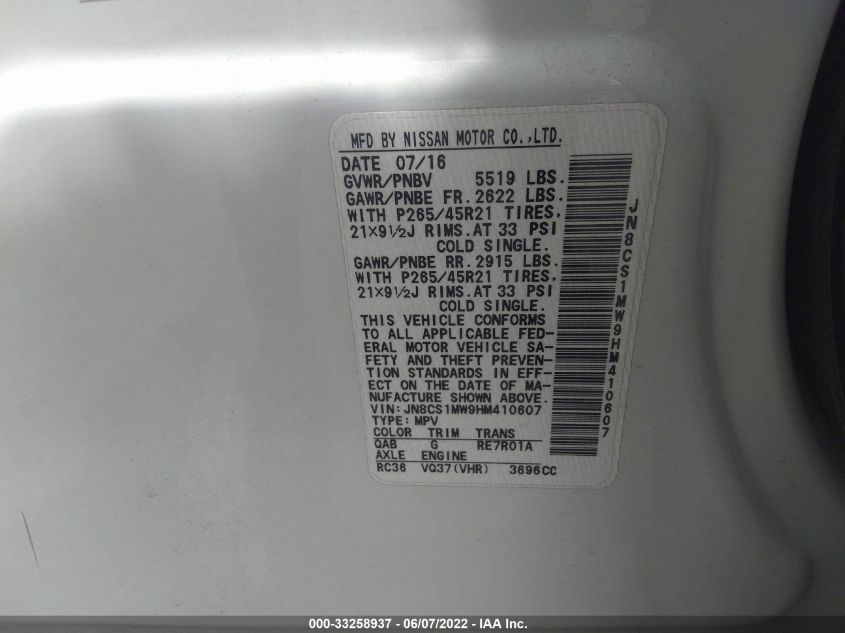 MFD BY NISSAN MOTOR CO.,LTD.
DATE 07/16
GVWR/PNBV 5519 LBS.
GAWR/PNBE FR. 2622 LBS.
WITH P265/45R21 TIRES,
21×9½J RIMS.AT 33 PSI
COLD SINGLE.
GAWR/PNBE RR. 2915 LBS.
WITH P265/45R21 TIRES,
21×9½J RIMS.AT 33 PSI
COLD SINGLE.
THIS VEHICLE CONFORMS
TO ALL APPLICABLE FED-
ERAL MOTOR VEHICLE SA-
FETY AND THEFT PREVEN-
TION STANDARDS IN EFF-
ECT ON THE DATE OF MA-
NUFACTURE SHOWN ABOVE.
VIN:JN8CS1MW9HM410607
TYPE:MPV
COLOR TRIM TRANS
QAB G RE7R01A
AXLE ENGINE
RC36 VQ37(VHR) 3696CC
JN8CS1MW9HM410607
000-33258937 - 06/07/2022 - IAA Inc.